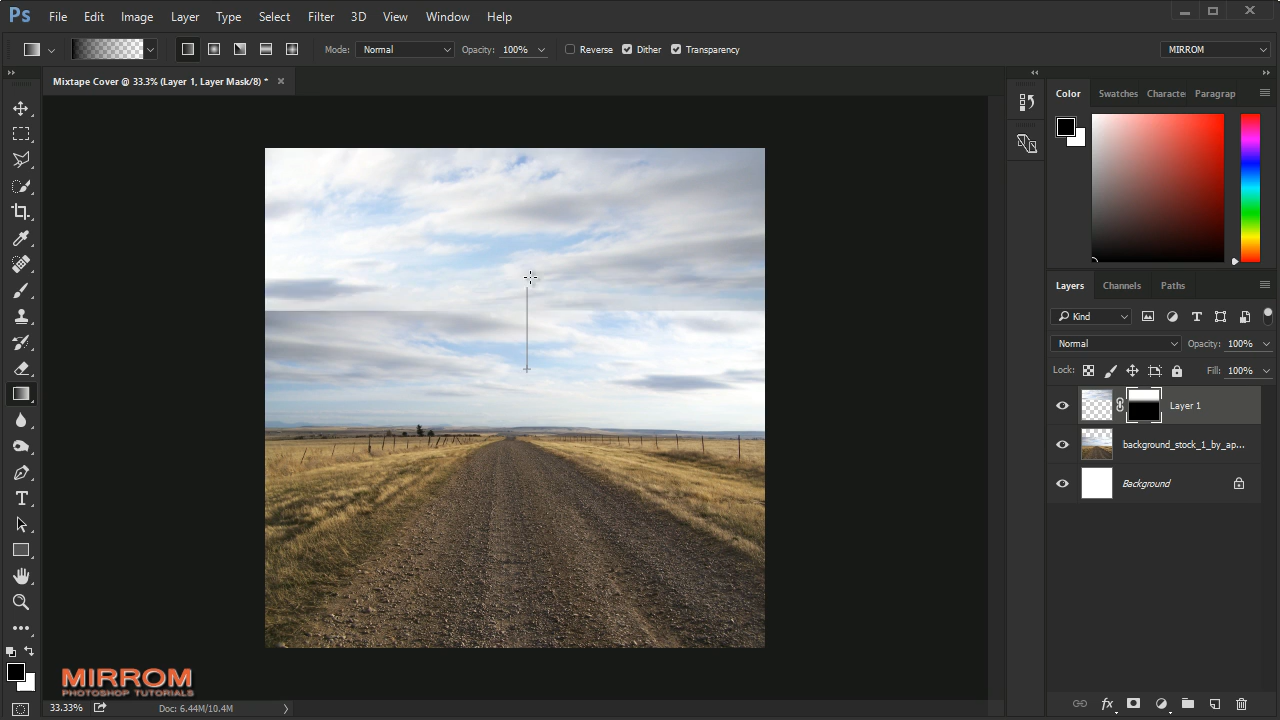 Ps File Edit Image Layer Type Select Filter 3D View Window Help
Mode: Normal Opacity: 100% Reverse Dither Transparency MIRROM
Mixtape Cover @ 33.3% (Layer 1, Layer Mask/8) *
Color Swatches Characte Paragrap
Layers Channels Paths
Kind
Normal Opacity: 100%
Lock: Fill: 100%
Layer 1
background_stock_1_by_ap...
Background
MIRROM
PHOTOSHOP TUTORIALS
33.33% Doc: 6.44M/10.4M